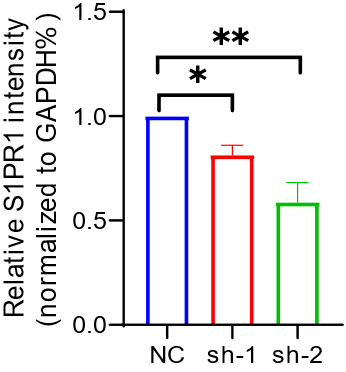 Relative S1PR1 intensity
(normalized to GAPDH%)
1.5
1.0
0.5
0.0
**
*
NC sh-1 sh-2